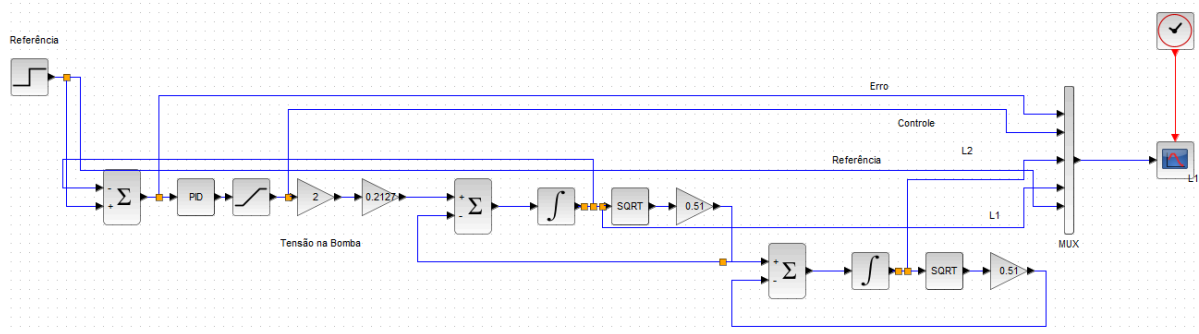 Referência
Erro
Controle
L2
Referência
L1
PID
2
0.2127
SQRT
0.51
L1
Tensão na Bomba
MUX
SQRT
0.51